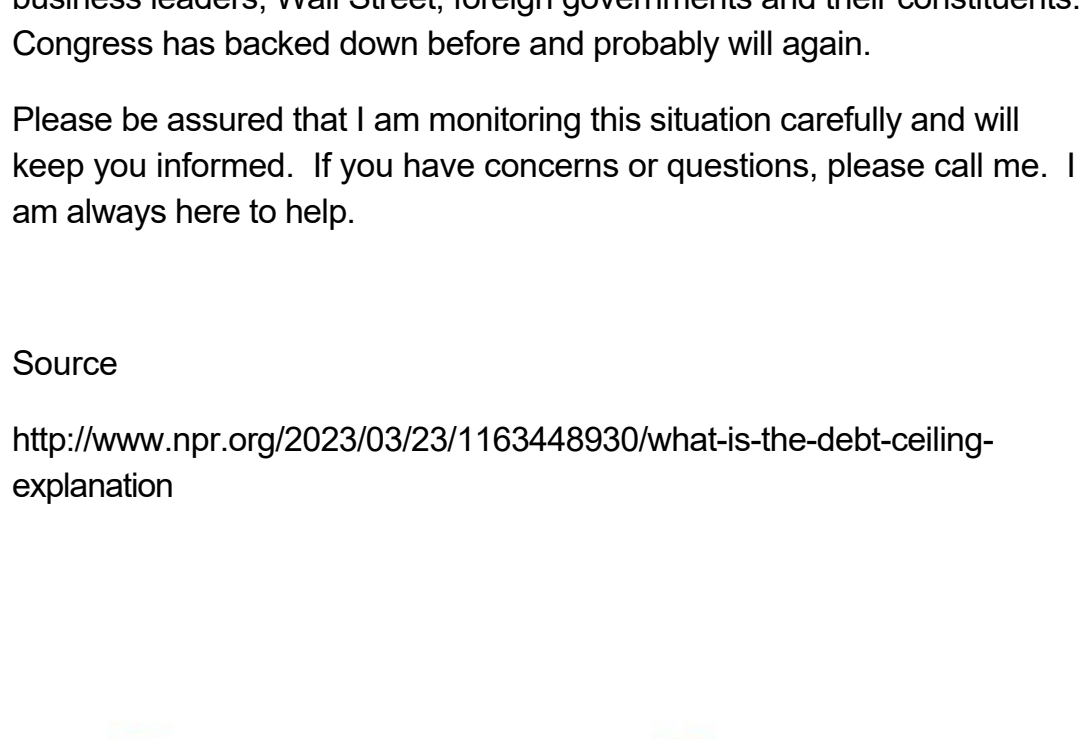 business leaders, Wall Street, foreign governments and their constituents.
Congress has backed down before and probably will again.
Please be assured that I am monitoring this situation carefully and will
keep you informed.  If you have concerns or questions, please call me.  I
am always here to help.
Source
http://www.npr.org/2023/03/23/1163448930/what-is-the-debt-ceiling-
explanation